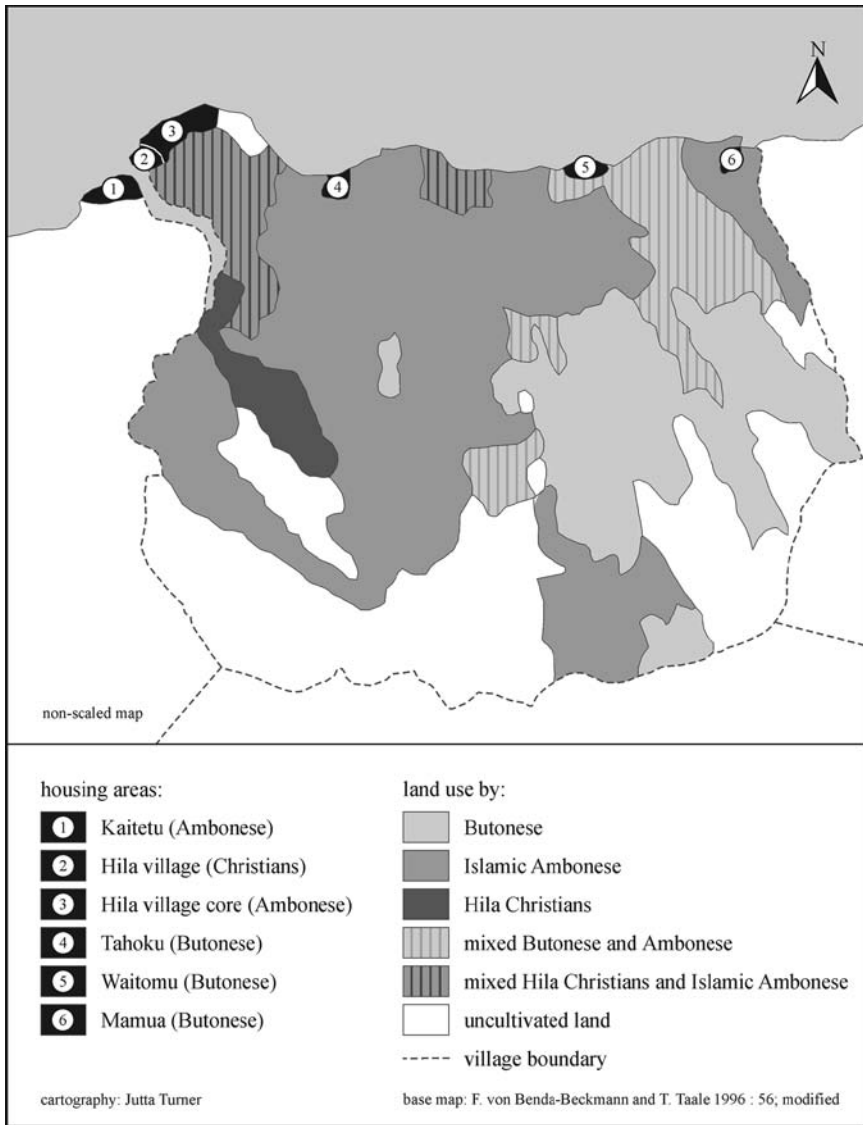 N
3
2
1
4
5
6
non-scaled map
housing areas:
1 Kaitetu (Ambonese)
2 Hila village (Christians)
3 Hila village core (Ambonese)
4 Tahoku (Butonese)
5 Waitomu (Butonese)
6 Mamua (Butonese)
cartography: Jutta Turner
land use by:
Butonese
Islamic Ambonese
Hila Christians
mixed Butonese and Ambonese
mixed Hila Christians and Islamic Ambonese
uncultivated land
village boundary
base map: F. von Benda-Beckmann and T. Taale 1996 : 56; modified